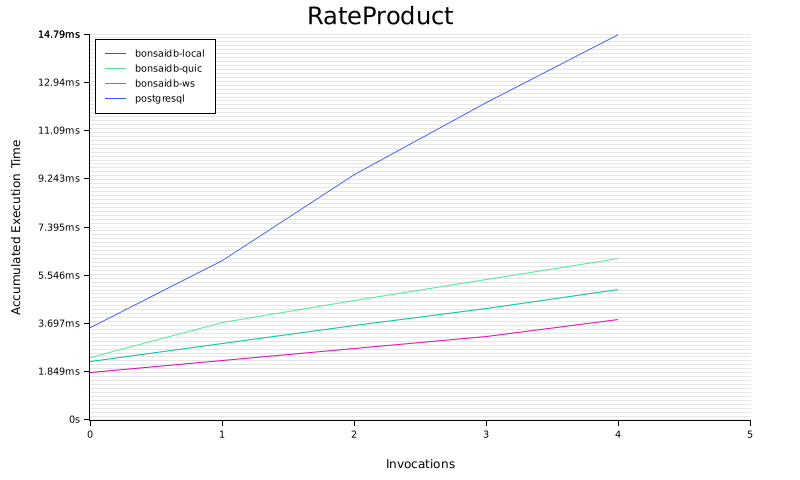 RateProduct
14.79ms
12.94ms
11.09ms
9.243ms
7.395ms
5.546ms
3.697ms
1.849ms
0s
bonsaidb-local
bonsaidb-quic
bonsaidb-ws
postgresql
Accumulated Execution Time
0 1 2 3 4 5
Invocations